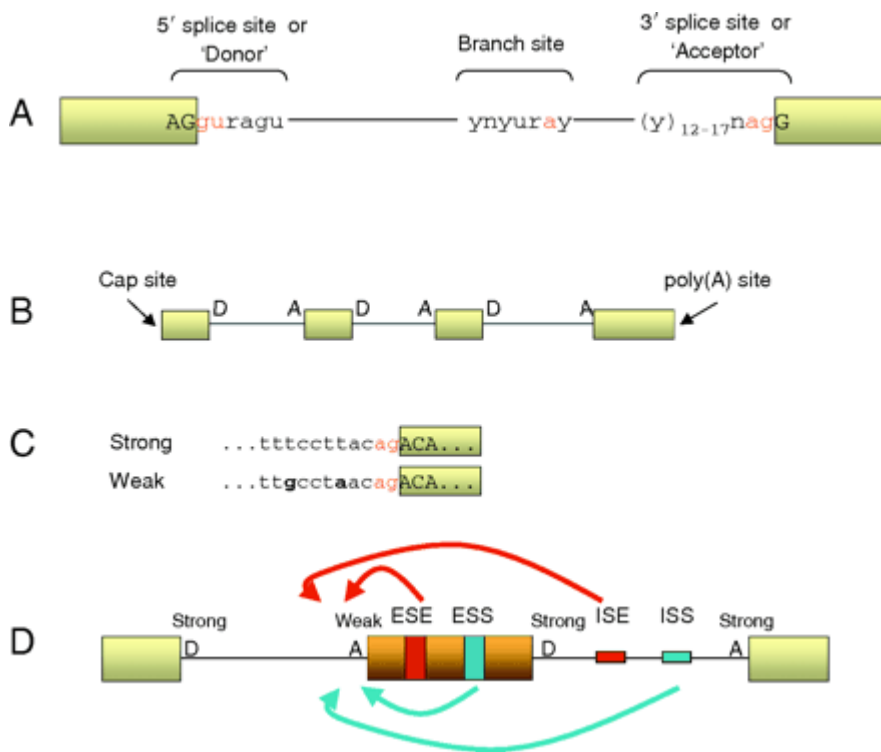 5′ splice site or
‘Donor’
Branch site
3′ splice site or
‘Acceptor’
A
AGguragu
ynyuray
(y)12-17nagG
B
Cap site
poly(A) site
D A D A D A
C
Strong ...tttccttacagACA...
Weak ...ttgcctaacagACA...
D
Strong Weak ESE ESS Strong ISE ISS Strong
D A D A